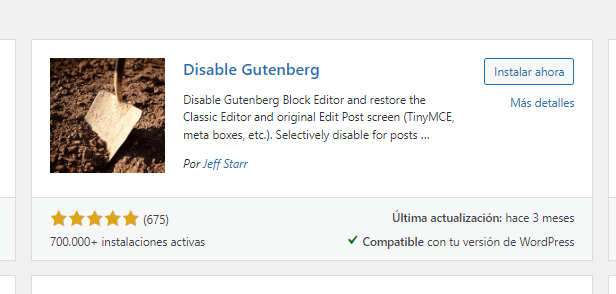 Disable Gutenberg
Instalar ahora
Más detalles
Disable Gutenberg Block Editor and restore the
Classic Editor and original Edit Post screen (TinyMCE,
meta boxes, etc.). Selectively disable for posts ...
Por Jeff Starr
(675)
Última actualización: hace 3 meses
700.000+ instalaciones activas
Compatible con tu versión de WordPress